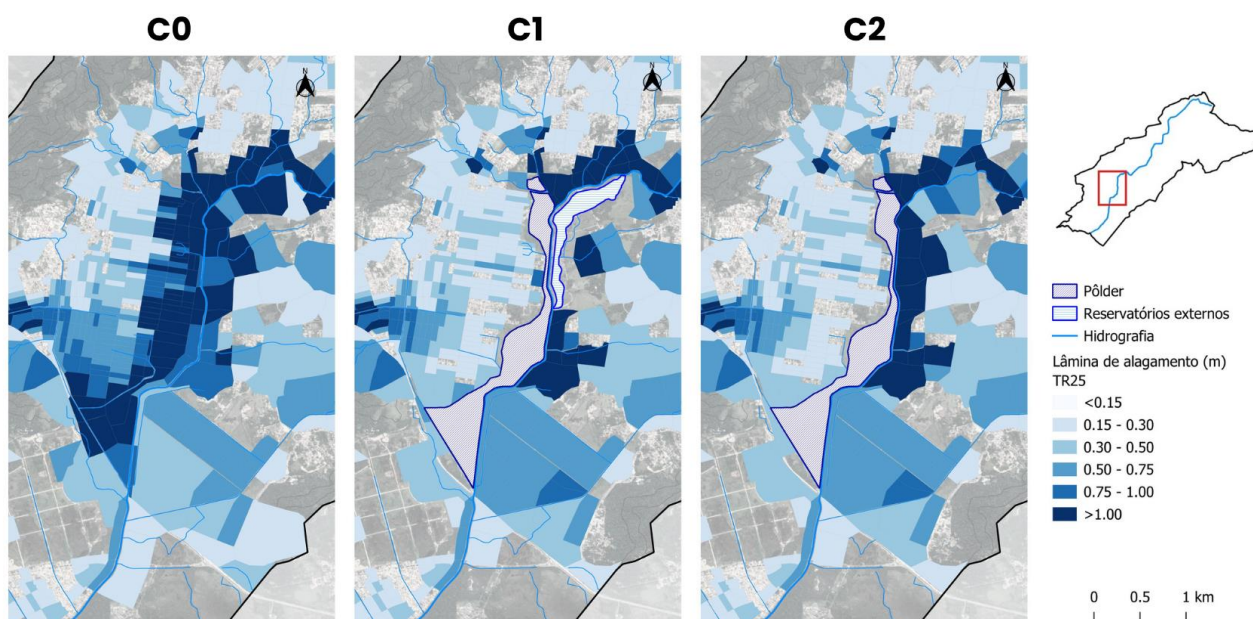 C0
C1
C2
N
N
N
Pôlder
Reservatórios externos
Hidrografia
Lâmina de alagamento (m)
TR25
<0.15
0.15 - 0.30
0.30 - 0.50
0.50 - 0.75
0.75 - 1.00
>1.00
0 0.5 1 km